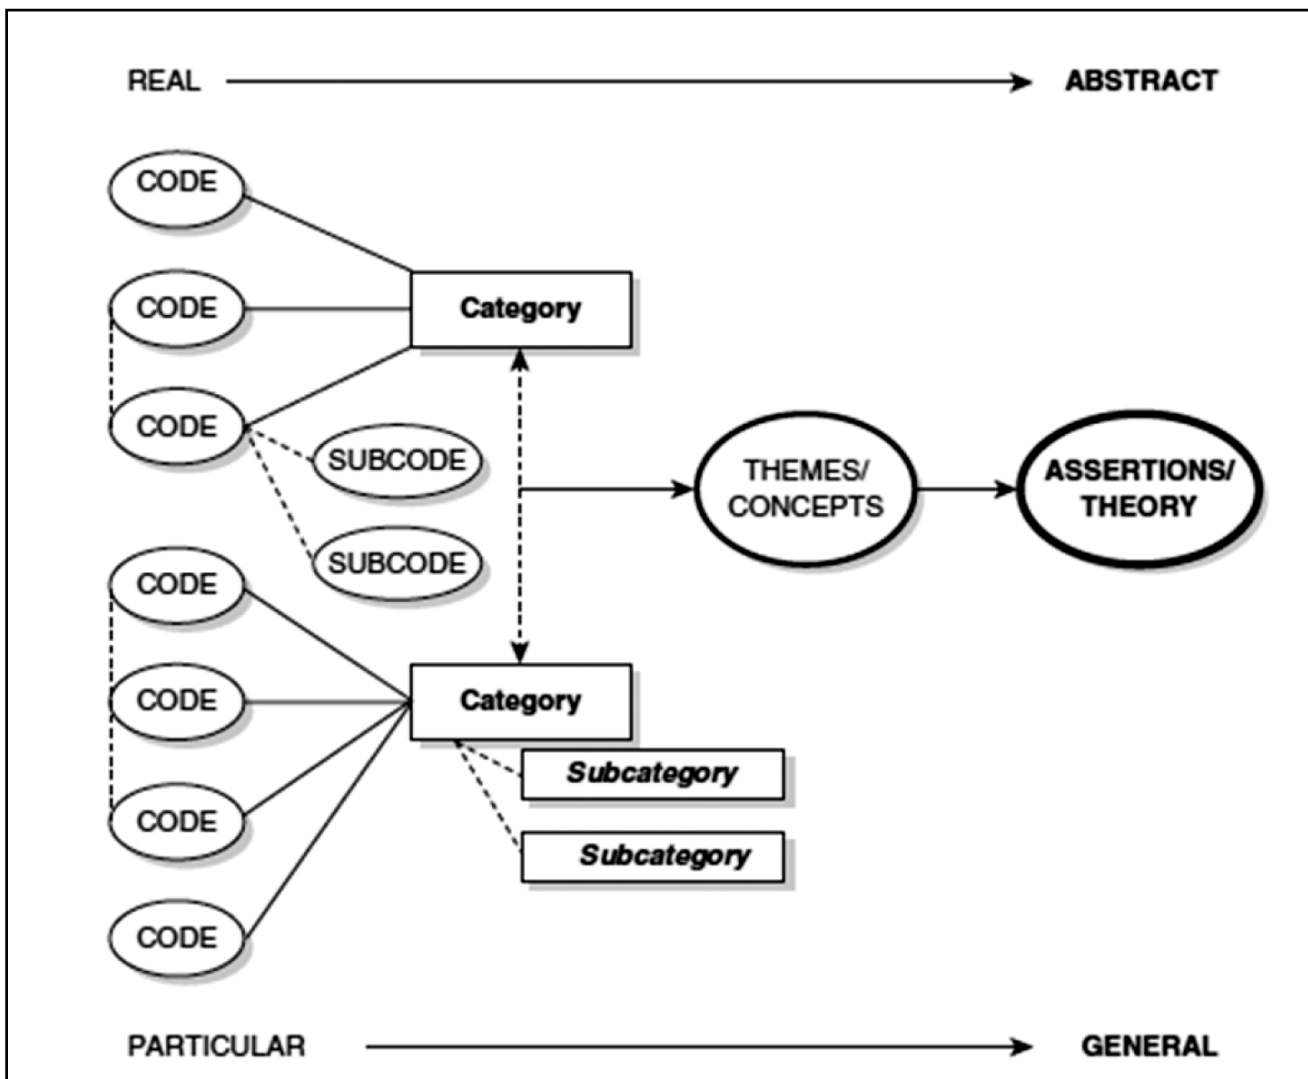 REAL ABSTRACT
CODE
CODE
Category
CODE
SUBCODE
SUBCODE
THEMES/
CONCEPTS
ASSERTIONS/
THEORY
CODE
CODE
Category
Subcategory
CODE
Subcategory
CODE
PARTICULAR GENERAL